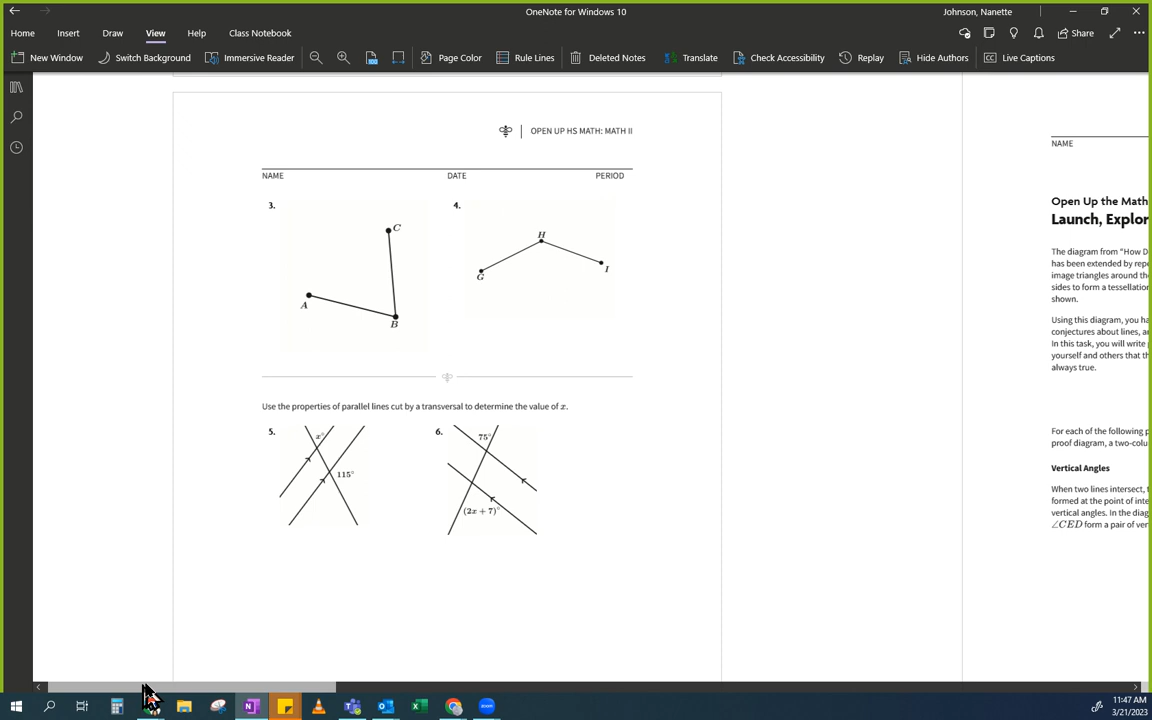 OneNote for Windows 10
Johnson, Nanette
Home Insert Draw View Help Class Notebook
Share
New Window Switch Background Immersive Reader Page Color Rule Lines Deleted Notes Translate Check Accessibility Replay Hide Authors Live Captions
OPEN UP HS MATH: MATH II
NAME DATE PERIOD
3.
C
A
B
4.
H
G
I
Use the properties of parallel lines cut by a transversal to determine the value of x.
5.
x°
115°
6.
75°
(2x + 7)°
NAME
Open Up the Math
Launch, Explor
The diagram from "How D
has been extended by rep
image triangles around th
sides to form a tessellatio
shown.
Using this diagram, you ha
conjectures about lines, a
In this task, you will write
yourself and others that th
always true.
For each of the following p
proof diagram, a two-colu
Vertical Angles
When two lines intersect,
formed at the point of inte
vertical angles. In the diag
∠CED form a pair of ver
11:47 AM
3/21/2023